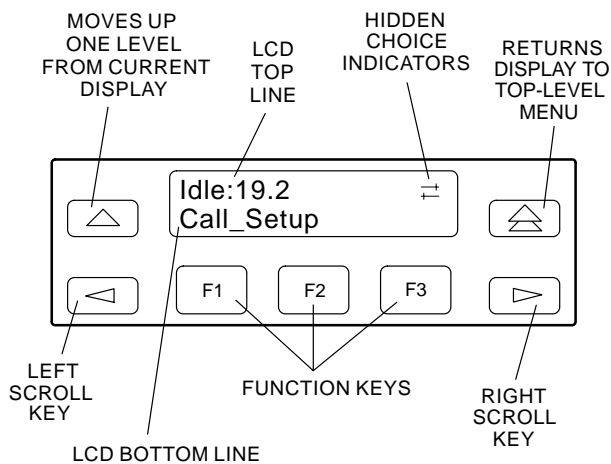 MOVES UP
ONE LEVEL
FROM CURRENT
DISPLAY
LCD
TOP
LINE
HIDDEN
CHOICE
INDICATORS
RETURNS
DISPLAY TO
TOP-LEVEL
MENU
Idle:19.2
Call_Setup
F1
F2
F3
LEFT
SCROLL
KEY
FUNCTION KEYS
RIGHT
SCROLL
KEY
LCD BOTTOM LINE